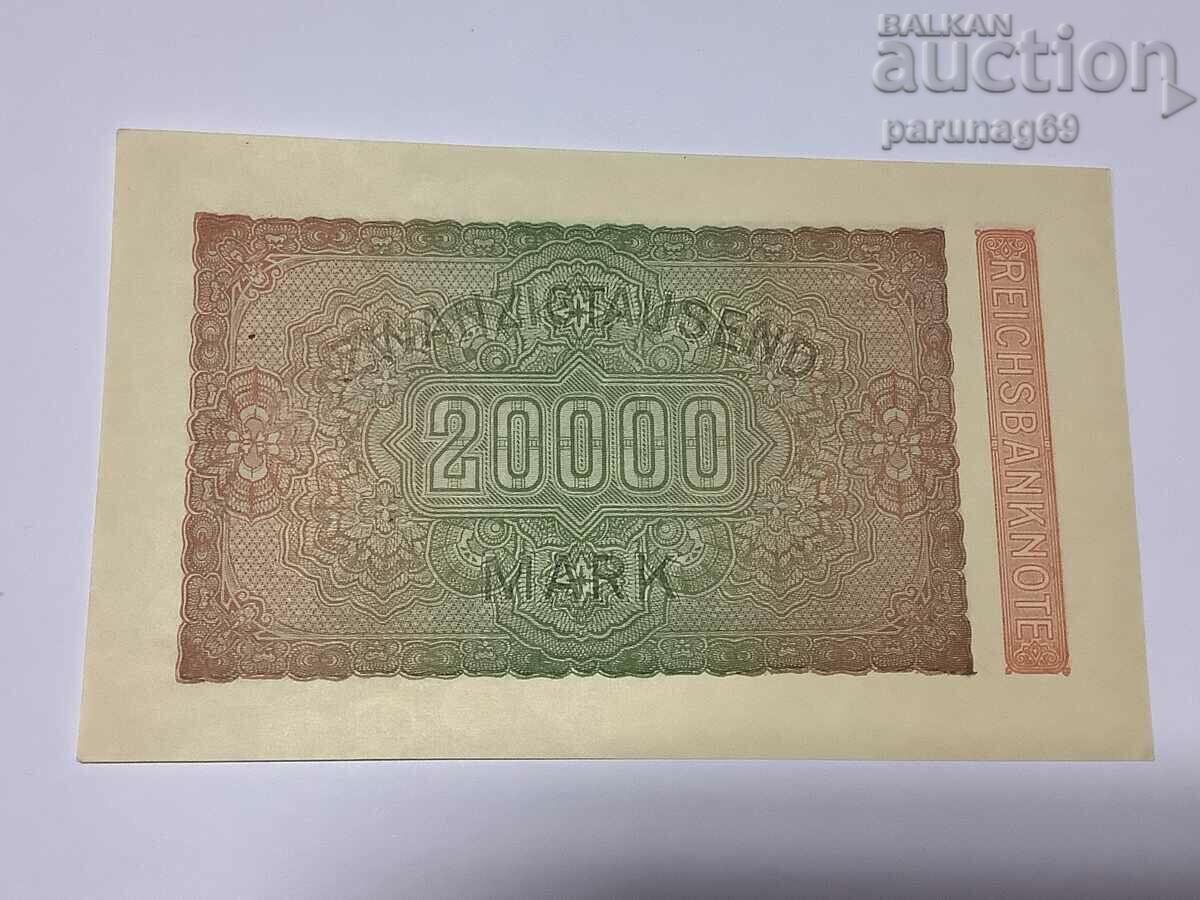 BALKAN
auction
parunag69
ZWANZIGTAUSEND
20000
MARK
REICHSBANKNOTE